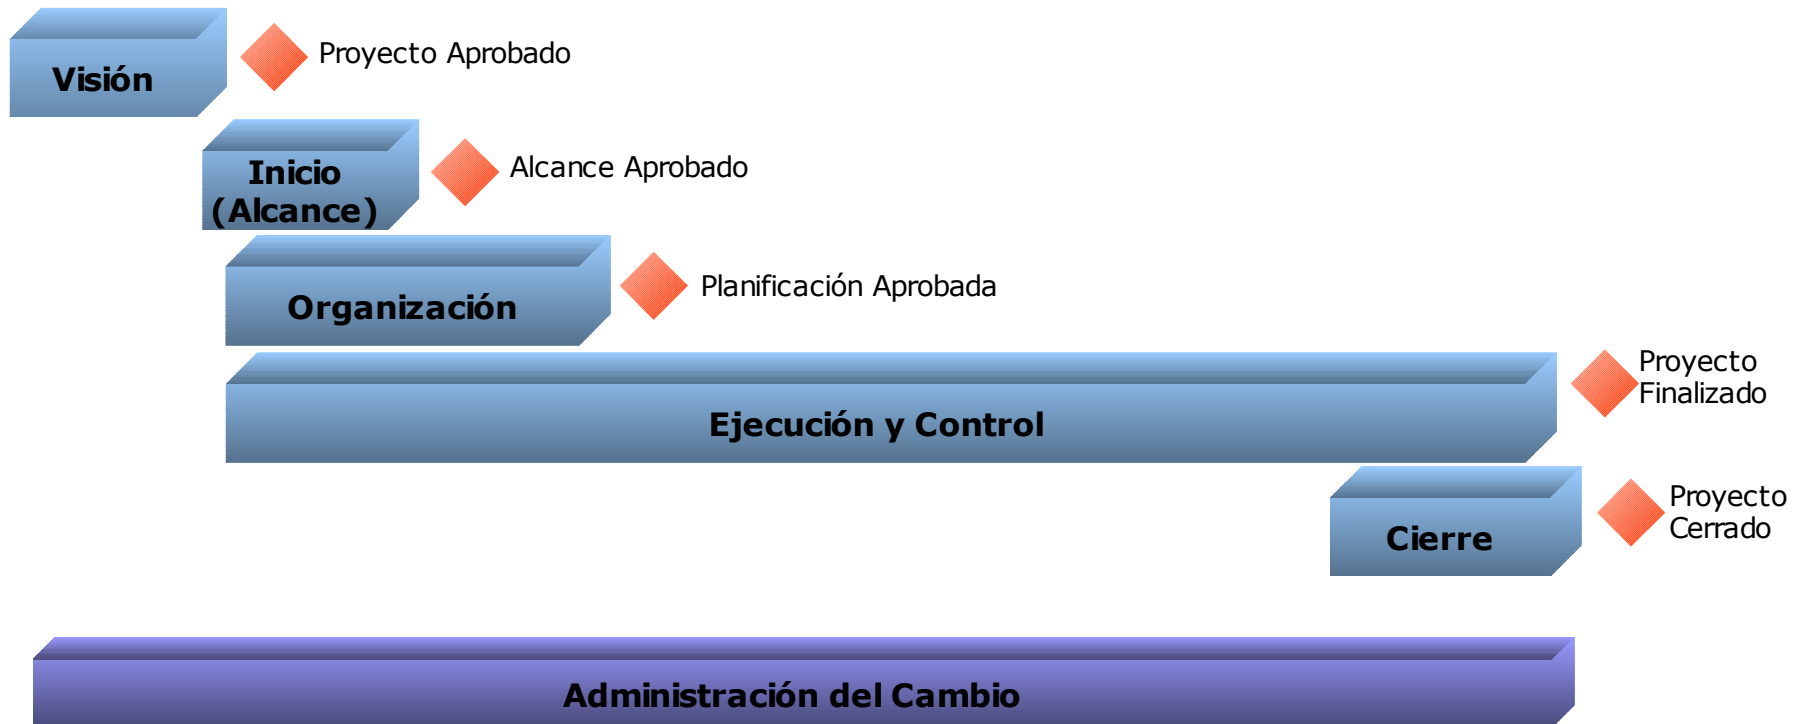 Visión
Proyecto Aprobado
Inicio
(Alcance)
Alcance Aprobado
Organización
Planificación Aprobada
Ejecución y Control
Proyecto
Finalizado
Cierre
Proyecto
Cerrado
Administración del Cambio